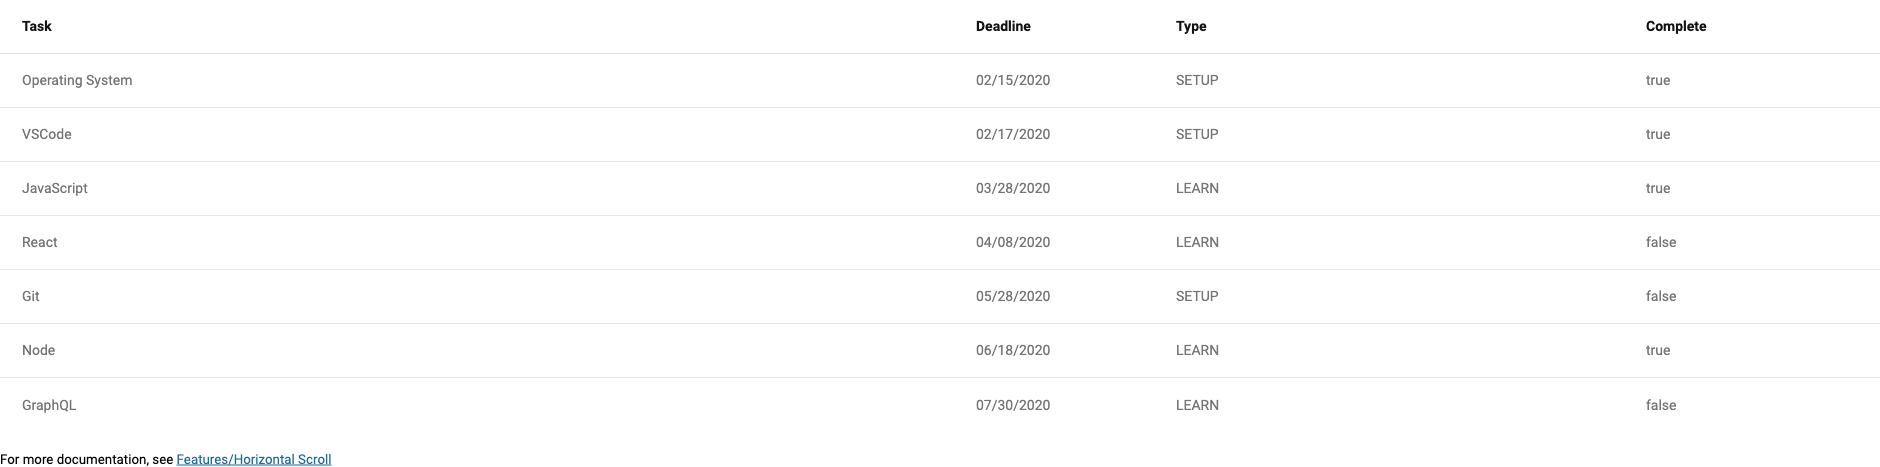 Task Deadline Type Complete
Operating System 02/15/2020 SETUP true
VSCode 02/17/2020 SETUP true
JavaScript 03/28/2020 LEARN true
React 04/08/2020 LEARN false
Git 05/28/2020 SETUP false
Node 06/18/2020 LEARN true
GraphQL 07/30/2020 LEARN false
For more documentation, see Features/Horizontal Scroll